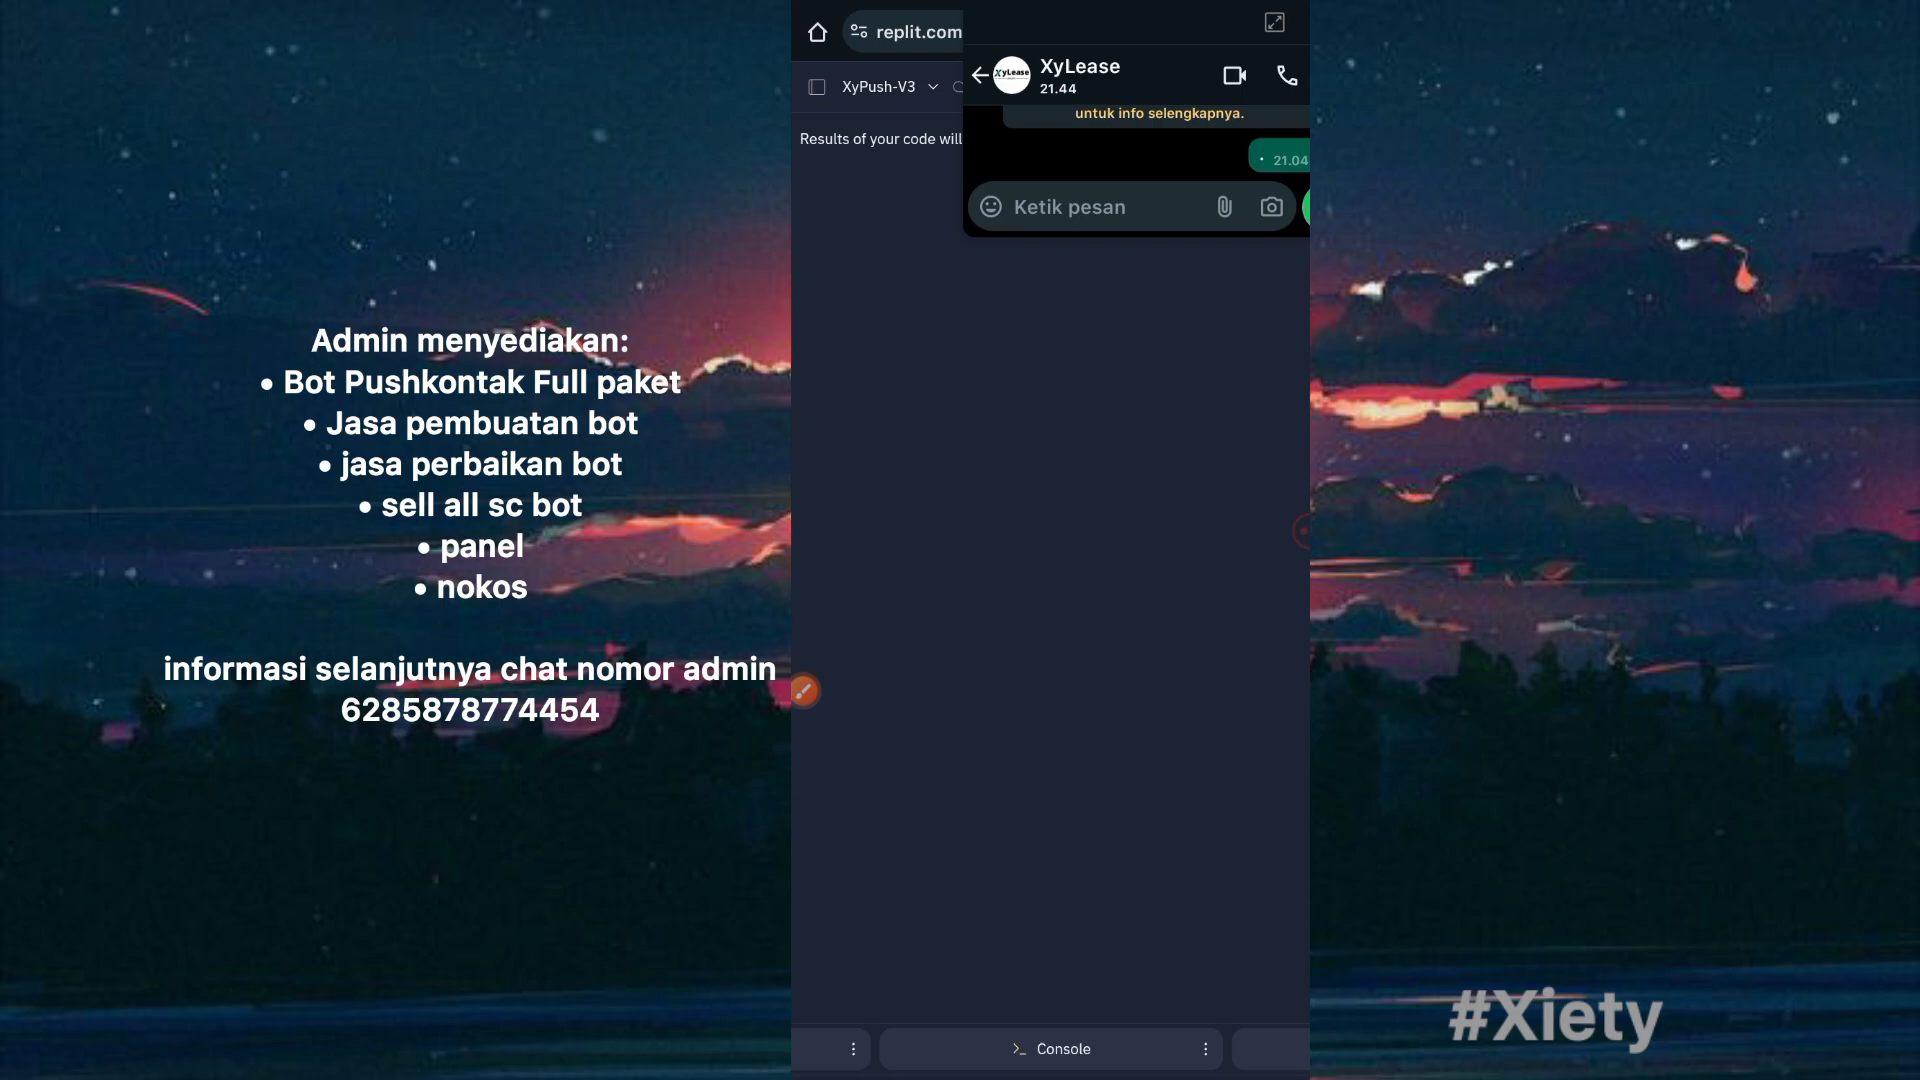 Admin menyediakan:
• Bot Pushkontak Full paket
• Jasa pembuatan bot
• jasa perbaikan bot
• sell all sc bot
• panel
• nokos
informasi selanjutnya chat nomor admin
6285878774454
replit.com
XyPush-V3
Results of your code will
XyLease
XyLease
21.44
untuk info selengkapnya.
. 21.04
Ketik pesan
>_ Console
#Xiety